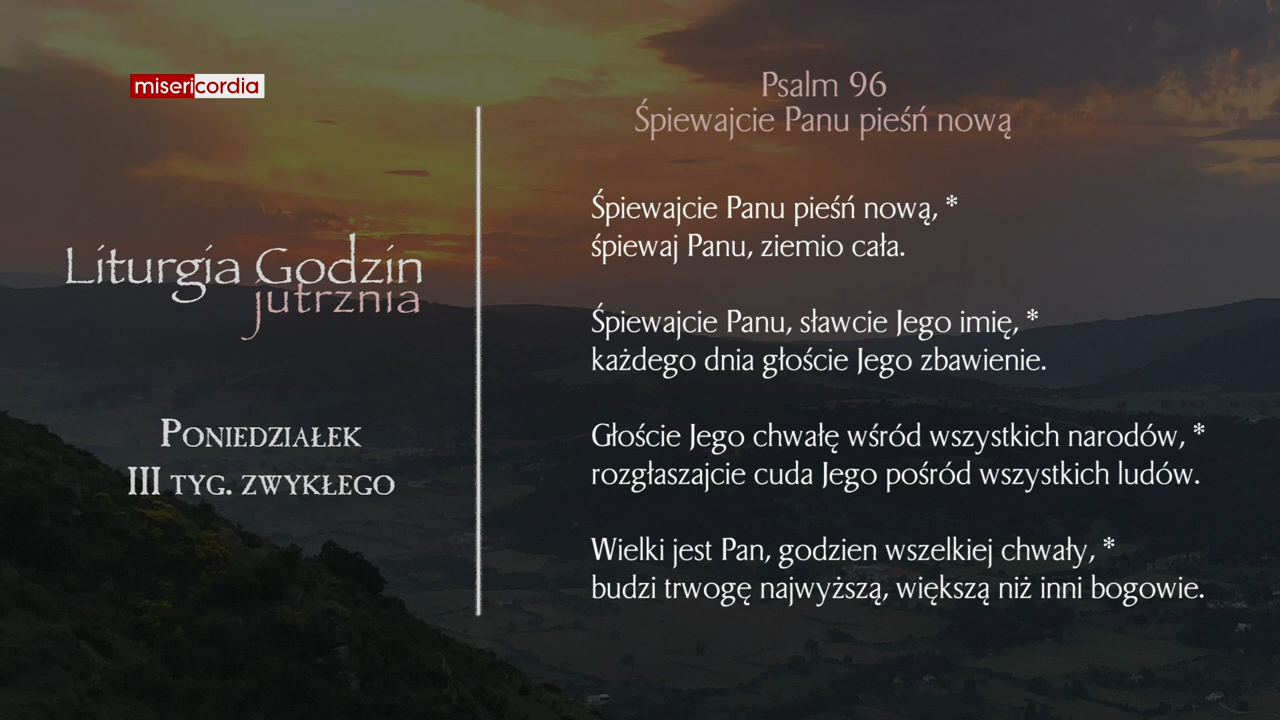 misericordia
Liturgia Godzin
jutrznia
Poniedziałek
III tyg. zwykłego
Psalm 96
Śpiewajcie Panu pieśń nową
Śpiewajcie Panu pieśń nową, *
śpiewaj Panu, ziemio cała.
Śpiewajcie Panu, sławcie Jego imię, *
każdego dnia głoście Jego zbawienie.
Głoście Jego chwałę wśród wszystkich narodów, *
rozgłaszajcie cuda Jego pośród wszystkich ludów.
Wielki jest Pan, godzien wszelkiej chwały, *
budzi trwogę najwyższą, większą niż inni bogowie.